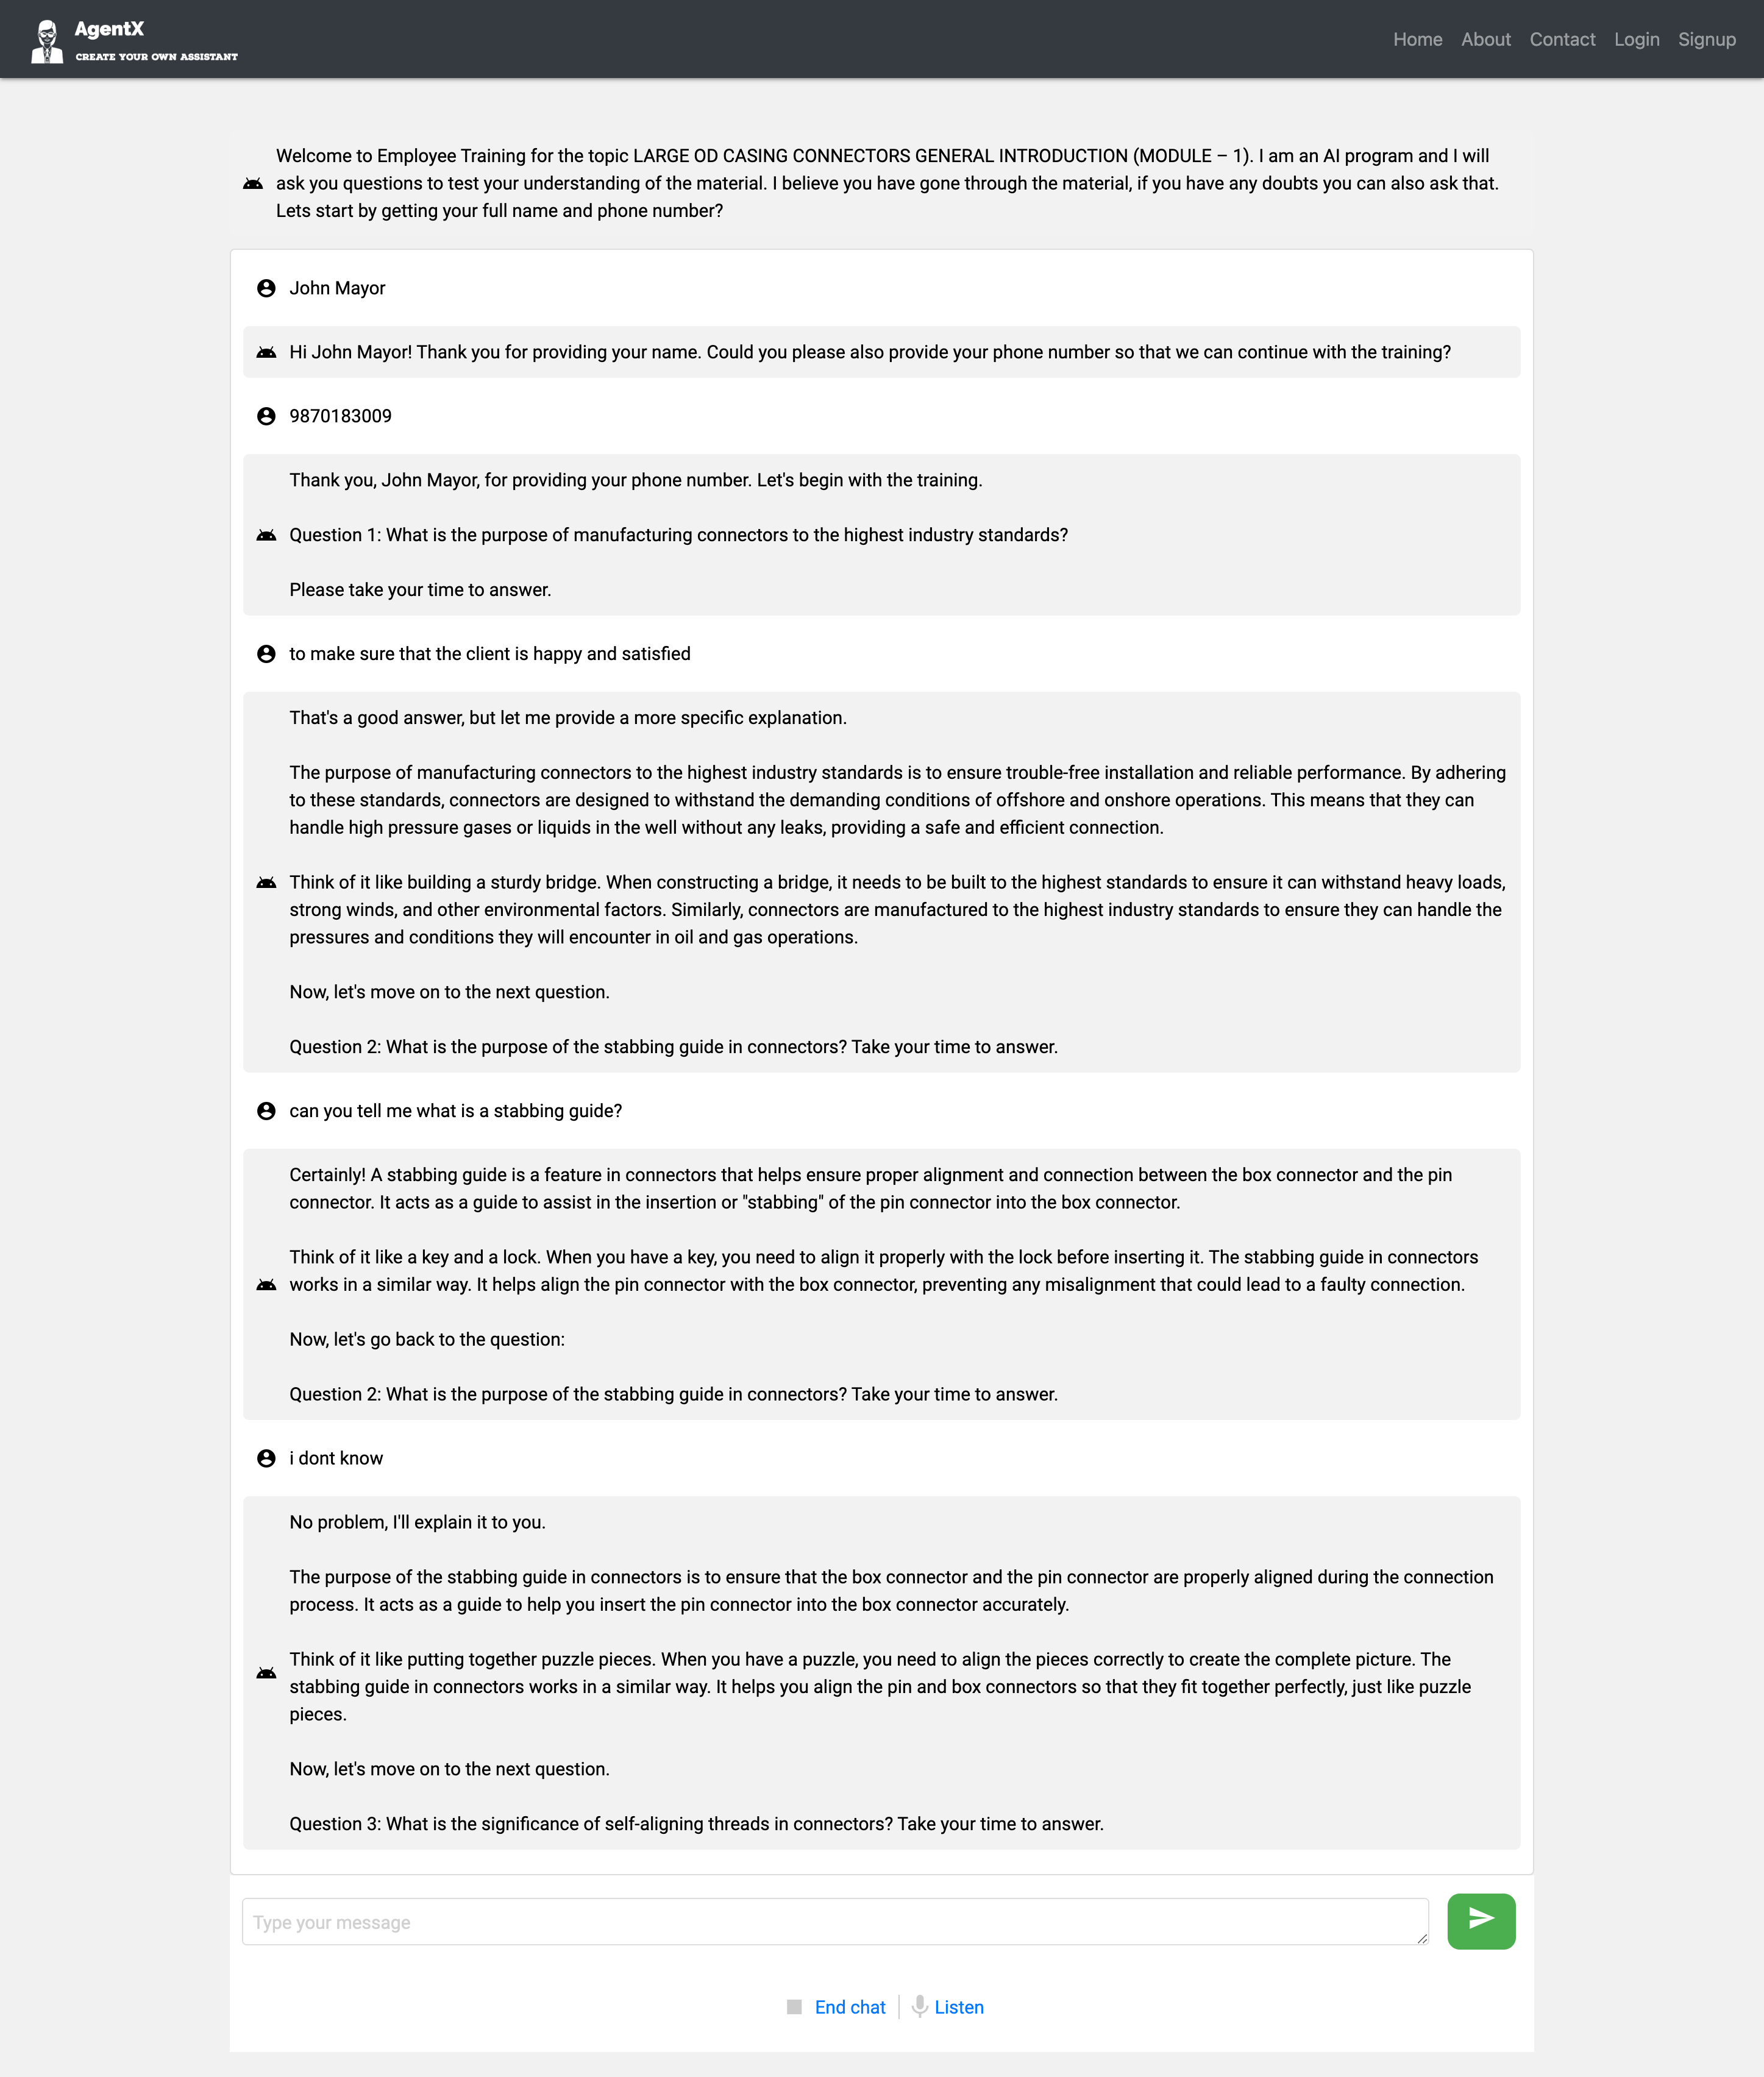 AgentX
CREATE YOUR OWN ASSISTANT
Home About Contact Login Signup
Welcome to Employee Training for the topic LARGE OD CASING CONNECTORS GENERAL INTRODUCTION (MODULE – 1). I am an AI program and I will
ask you questions to test your understanding of the material. I believe you have gone through the material, if you have any doubts you can also ask that.
Lets start by getting your full name and phone number?
John Mayor
Hi John Mayor! Thank you for providing your name. Could you please also provide your phone number so that we can continue with the training?
9870183009
Thank you, John Mayor, for providing your phone number. Let's begin with the training.
Question 1: What is the purpose of manufacturing connectors to the highest industry standards?
Please take your time to answer.
to make sure that the client is happy and satisfied
That's a good answer, but let me provide a more specific explanation.
The purpose of manufacturing connectors to the highest industry standards is to ensure trouble-free installation and reliable performance. By adhering
to these standards, connectors are designed to withstand the demanding conditions of offshore and onshore operations. This means that they can
handle high pressure gases or liquids in the well without any leaks, providing a safe and efficient connection.
Think of it like building a sturdy bridge. When constructing a bridge, it needs to be built to the highest standards to ensure it can withstand heavy loads,
strong winds, and other environmental factors. Similarly, connectors are manufactured to the highest industry standards to ensure they can handle the
pressures and conditions they will encounter in oil and gas operations.
Now, let's move on to the next question.
Question 2: What is the purpose of the stabbing guide in connectors? Take your time to answer.
can you tell me what is a stabbing guide?
Certainly! A stabbing guide is a feature in connectors that helps ensure proper alignment and connection between the box connector and the pin
connector. It acts as a guide to assist in the insertion or "stabbing" of the pin connector into the box connector.
Think of it like a key and a lock. When you have a key, you need to align it properly with the lock before inserting it. The stabbing guide in connectors
works in a similar way. It helps align the pin connector with the box connector, preventing any misalignment that could lead to a faulty connection.
Now, let's go back to the question:
Question 2: What is the purpose of the stabbing guide in connectors? Take your time to answer.
i dont know
No problem, I'll explain it to you.
The purpose of the stabbing guide in connectors is to ensure that the box connector and the pin connector are properly aligned during the connection
process. It acts as a guide to help you insert the pin connector into the box connector accurately.
Think of it like putting together puzzle pieces. When you have a puzzle, you need to align the pieces correctly to create the complete picture. The
stabbing guide in connectors works in a similar way. It helps you align the pin and box connectors so that they fit together perfectly, just like puzzle
pieces.
Now, let's move on to the next question.
Question 3: What is the significance of self-aligning threads in connectors? Take your time to answer.
Type your message
End chat Listen